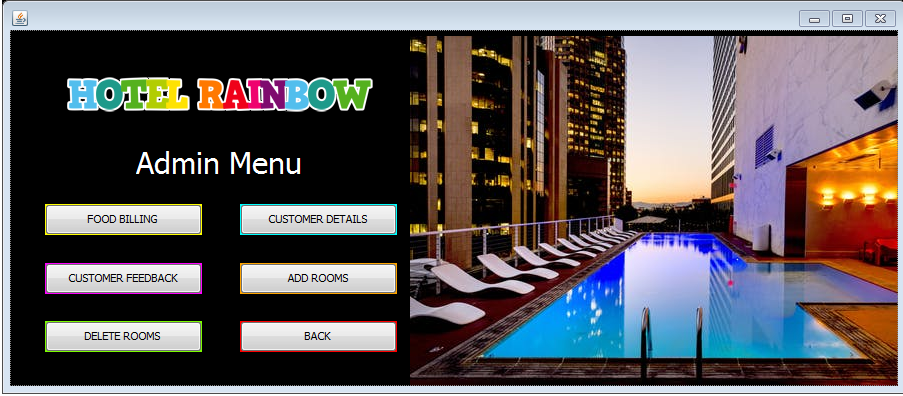 HOTEL RAINBOW
Admin Menu
FOOD BILLING
CUSTOMER DETAILS
CUSTOMER FEEDBACK
ADD ROOMS
DELETE ROOMS
BACK